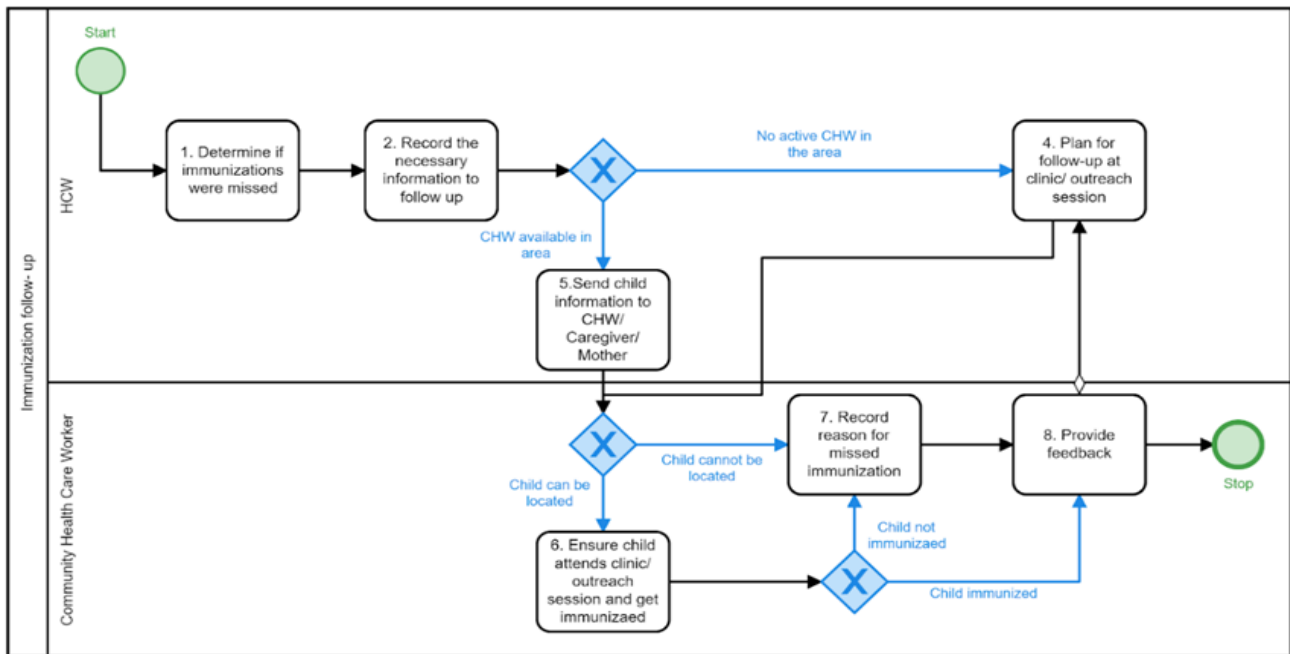 Immunization follow- up
HCW
Start
1. Determine if
immunizations
were missed
2. Record the
necessary
information to
follow up
No active CHW in
the area
4. Plan for
follow-up at
clinic/ outreach
session
CHW available in
area
5.Send child
information to
CHW/
Caregiver/
Mother
Community Health Care Worker
Child cannot be
located
Child can be
located
7. Record
reason for
missed
immunization
8. Provide
feedback
Stop
6. Ensure child
attends clinic/
outreach
session and get
immunizaed
Child not
immunizaed
Child immunized